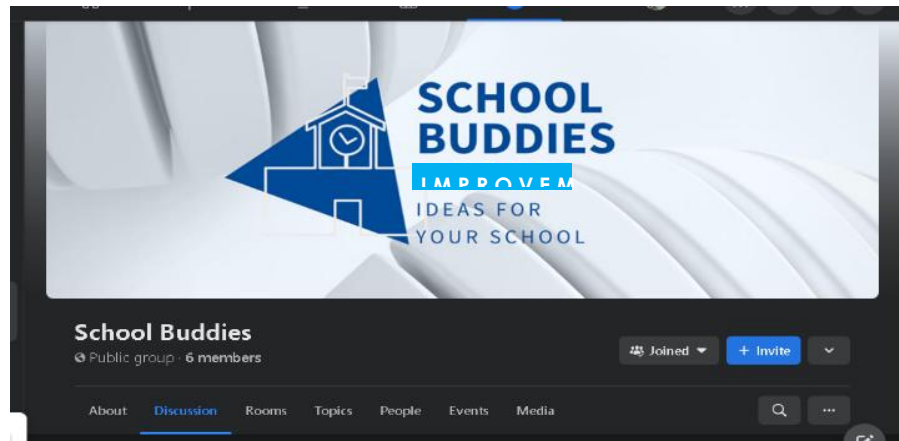 SCHOOL
BUDDIES
IMPROVEM
IDEAS FOR
YOUR SCHOOL
School Buddies
Public group · 6 members
Joined
+ Invite
About Discussion Rooms Topics People Events Media